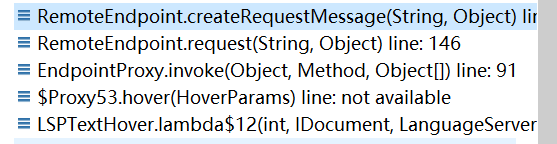 RemoteEndpoint.createRequestMessage(String, Object)
RemoteEndpoint.request(String, Object) line: 146
EndpointProxy.invoke(Object, Method, Object[]) line: 91
$Proxy53.hover(HoverParams) line: not available
LSPTextHover.lambda$12(int, IDocument, LanguageServer